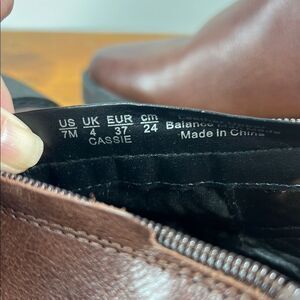 US UK EUR cm
7M 4 37 24 Balance
CASSIE Made in China